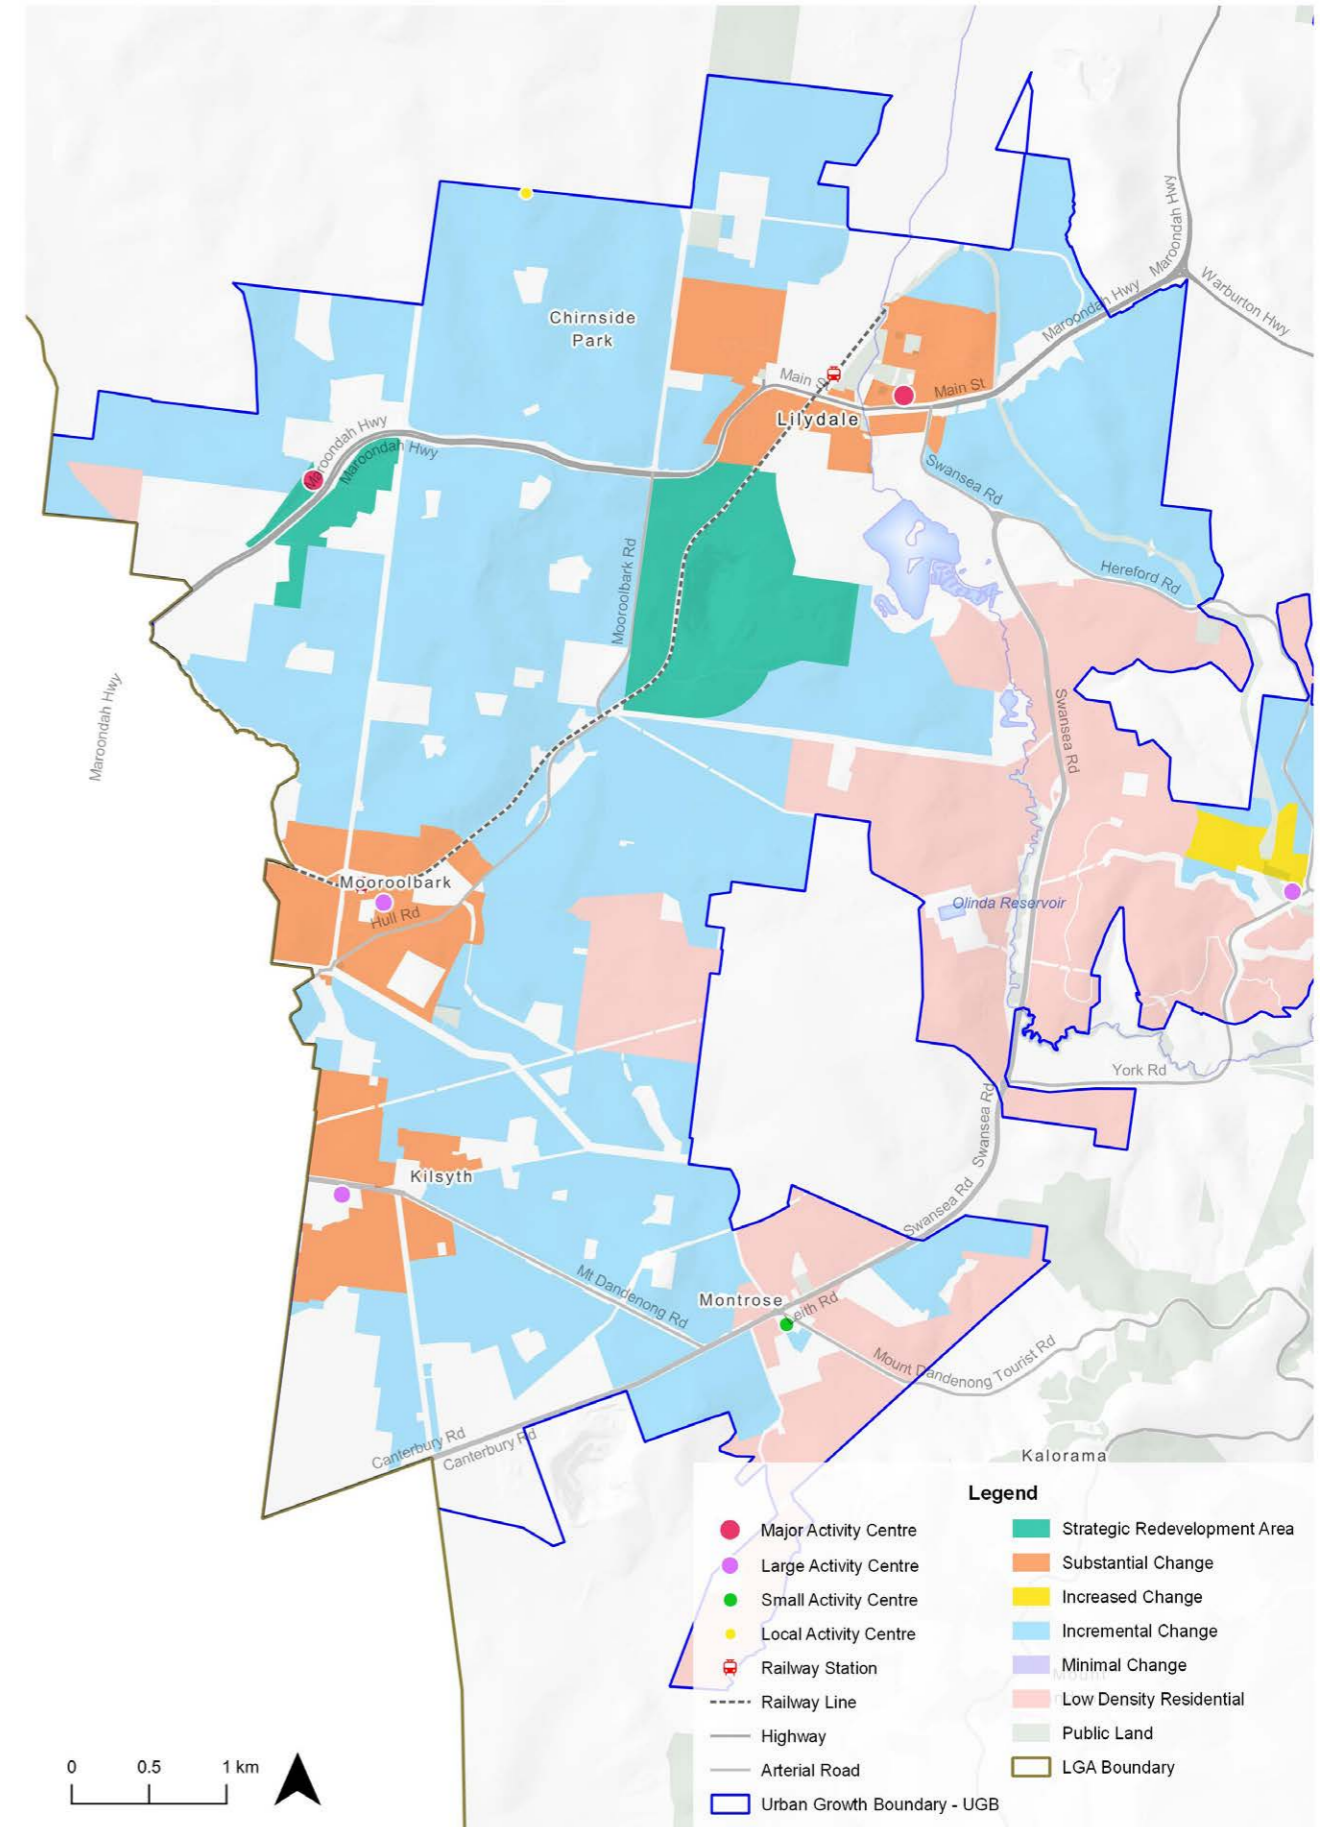 Maroondah Hwy
Warburton Hwy
Maroondah Hwy
Chirnside
Park
Main St
Main St
Lilydale
Maroondah Hwy
Maroondah Hwy
Swansea Rd
Mooroolbark Rd
Hereford Rd
Maroondah Hwy
Swansea Rd
Mooroolbark
Hull Rd
Olinda Reservoir
York Rd
Swansea Rd
Kilsyth
Swansea Rd
Mt Dandenong Rd
Montrose
Leith Rd
Mount Dandenong Tourist Rd
Canterbury Rd
Canterbury Rd
Kalorama
Legend
Major Activity Centre
Large Activity Centre
Small Activity Centre
Local Activity Centre
Railway Station
Railway Line
Highway
Arterial Road
Urban Growth Boundary - UGB
Strategic Redevelopment Area
Substantial Change
Increased Change
Incremental Change
Minimal Change
Mount
Low Density Residential
Public Land
LGA Boundary
0 0.5 1 km